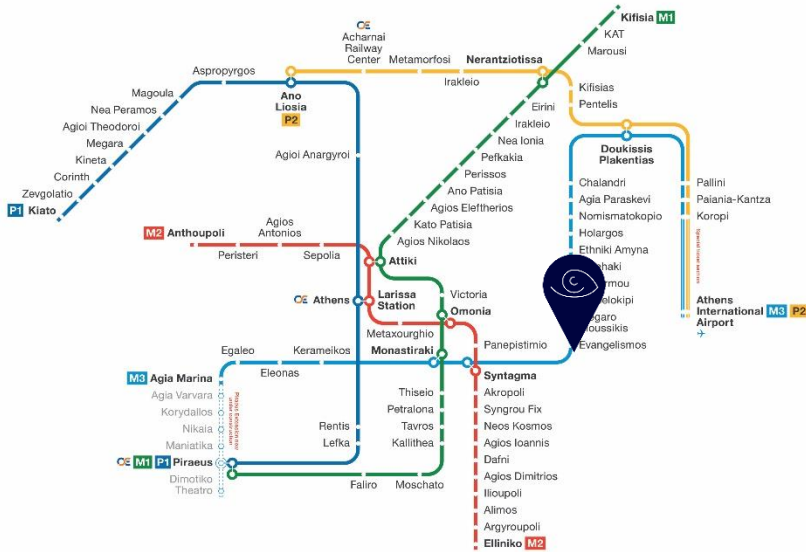 Kifisia M1
KAT
Marousi
Acharnai
Railway
Center
Metamorfosi
Nerantziotissa
Irakleio
Aspropyrgos
Ano
Liosia
P2
Magoula
Nea Peramos
Agioi Theodoroi
Megara
Kineta
Corinth
Zevgolatio
P1 Kiato
Kifisias
Pentelis
Eirini
Irakleio
Nea Ionia
Pefkakia
Perissos
Ano Patisia
Agios Eleftherios
Kato Patisia
Agios Nikolaos
Doukissis
Plakentias
Agioi Anargyroi
Chalandri
Agia Paraskevi
Nomismatokopio
Holargos
Ethniki Amyna
Evangelismos
Pallini
Paiania-Kantza
Koropi
Athens
International
Airport
M3 P2
M2 Anthoupoli
Agios
Antonios
Peristeri
Sepolia
Attiki
Athens
Larissa
Station
Victoria
Omonia
Metaxourghio
Panepistimio
Monastiraki
Syntagma
Egaleo
Kerameikos
Eleonas
M3 Agia Marina
Agia Varvara
Korydallos
Nikaia
Maniatika
M1 P1 Piraeus
Dimotiko
Theatro
Rentis
Lefka
Thiseio
Petralona
Tavros
Kallithea
Faliro
Moschato
Akropoli
Syngrou Fix
Neos Kosmos
Agios Ioannis
Dafni
Agios Dimitrios
Ilioupoli
Alimos
Argyroupoli
Elliniko M2